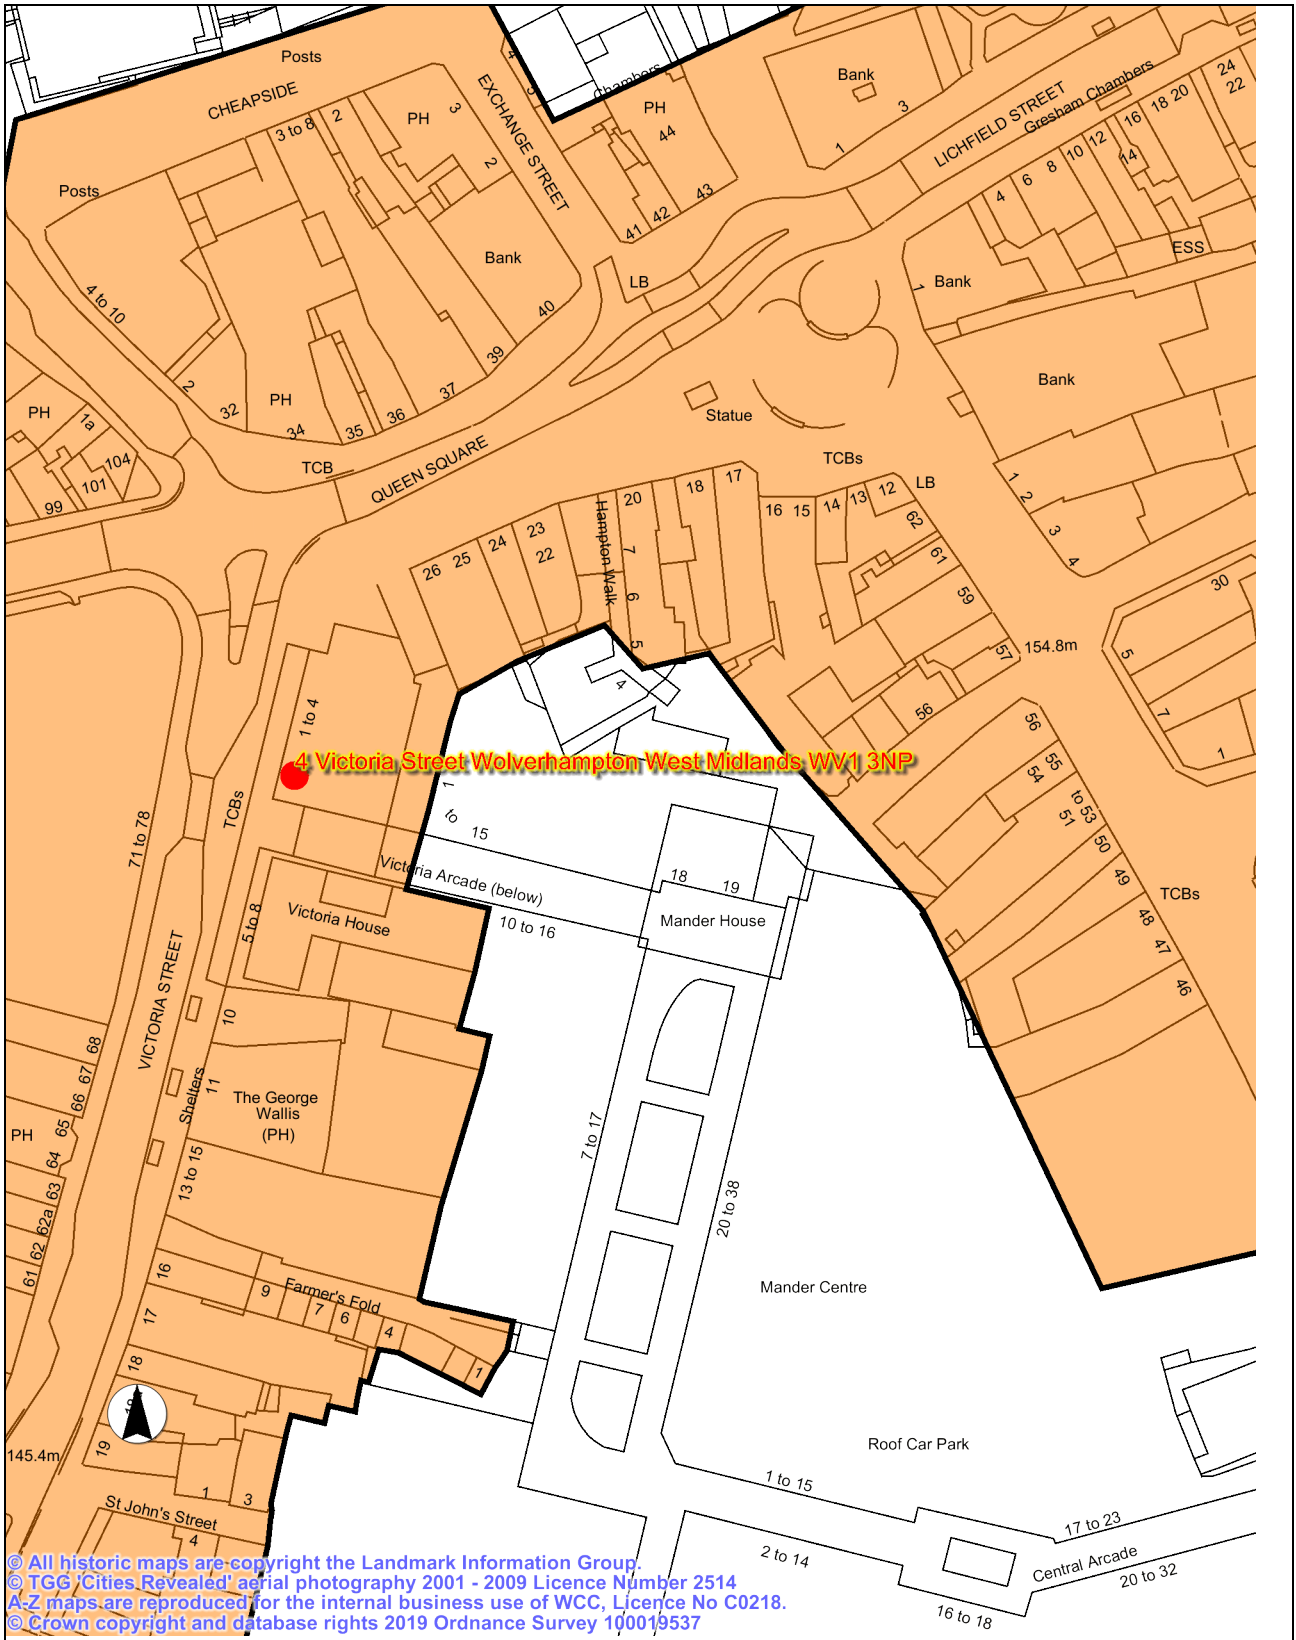 Posts
CHEAPSIDE
EXCHANGE STREET
4
5
Chambers
Bank
3
1
24
22
LICHFIELD STREET
Gresham Chambers
18 20
16
14
12
10
8
6
4
3 to 8
2
PH
3
2
PH
44
43
42
41
Posts
Bank
LB
Bank
1
ESS
4 to 10
40
39
37
36
35
34
PH
32
2
Bank
PH
1a
104
101
99
TCB
QUEEN SQUARE
Statue
TCBs
LB
1
2
3
4
26
25
24
23
22
Hampton Walk
20
7
6
5
18
17
16
15
14
13
12
62
61
59
57
154.8m
30
5
7
1
4
56
1 to 4
4 Victoria Street Wolverhampton West Midlands WV1 3NP
56
55
54
to 53
51
50
49
48
47
46
TCBs
71 to 78
TCBs
1
to
15
Victoria Arcade (below)
10 to 16
18
19
Mander House
5 to 8
Victoria House
VICTORIA STREET
10
11
Shelters
The George
Wallis
(PH)
13 to 15
68
67
66
65
64
63
62a
62
61
PH
7 to 17
20 to 38
Mander Centre
16
17
18
Farmer's Fold
9
7
6
4
1
19
145.4m
1
3
St John's Street
4
Roof Car Park
1 to 15
2 to 14
17 to 23
Central Arcade
20 to 32
16 to 18
© All historic maps are copyright the Landmark Information Group.
© TGG 'Cities Revealed' aerial photography 2001 - 2009 Licence Number 2514
A-Z maps are reproduced for the internal business use of WCC, Licence No C0218.
© Crown copyright and database rights 2019 Ordnance Survey 100019537